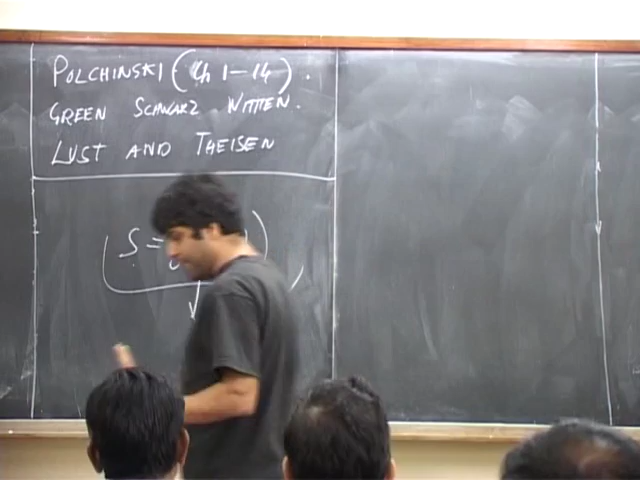 POLCHINSKI (Ch 1-14).
GREEN SCHWARZ WITTEN.
LUST AND THEISEN
S =